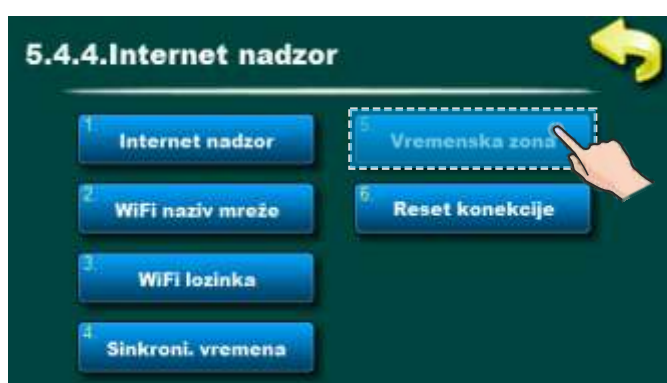 5.4.4.Internet nadzor
1. Internet nadzor
2. WiFi naziv mreže
3. WiFi lozinka
4. Sinkroni. vremena
5. Vremenska zona
6. Reset konekcije